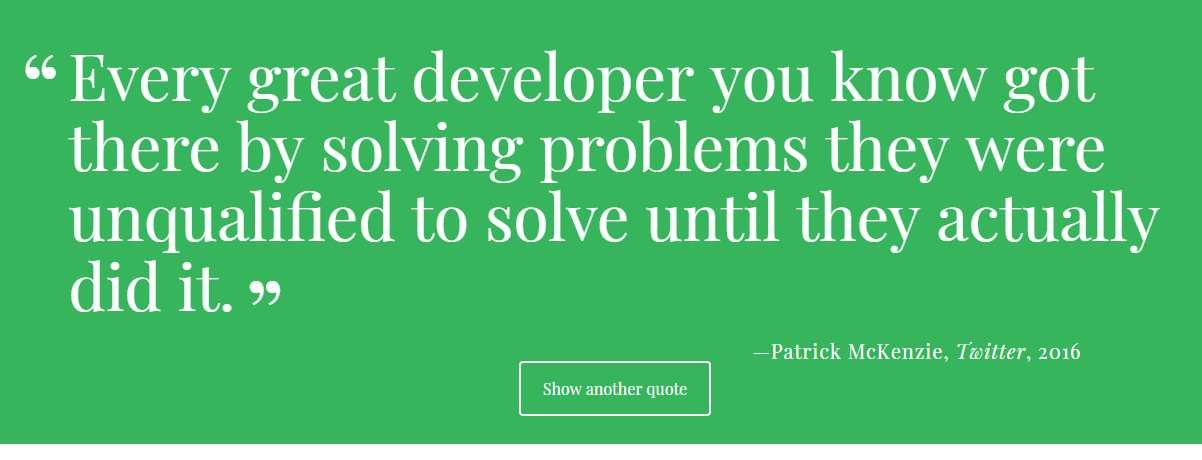 “Every great developer you know got
there by solving problems they were
unqualified to solve until they actually
did it.”
—Patrick McKenzie, Twitter, 2016
Show another quote